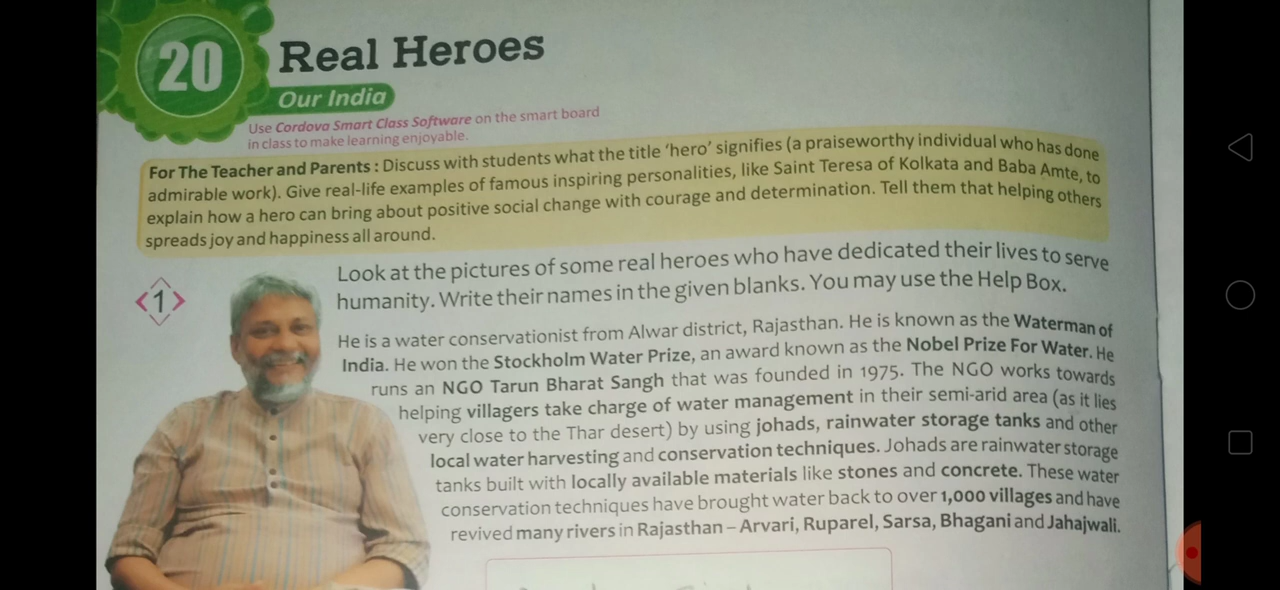 20
Real Heroes
Our India
Use Cordova Smart Class Software on the smart board
in class to make learning enjoyable.
For The Teacher and Parents : Discuss with students what the title ‘hero’ signifies (a praiseworthy individual who has done
admirable work). Give real-life examples of famous inspiring personalities, like Saint Teresa of Kolkata and Baba Amte, to
explain how a hero can bring about positive social change with courage and determination. Tell them that helping others
spreads joy and happiness all around.
1
Look at the pictures of some real heroes who have dedicated their lives to serve
humanity. Write their names in the given blanks. You may use the Help Box.
He is a water conservationist from Alwar district, Rajasthan. He is known as the Waterman of
India. He won the Stockholm Water Prize, an award known as the Nobel Prize For Water. He
runs an NGO Tarun Bharat Sangh that was founded in 1975. The NGO works towards
helping villagers take charge of water management in their semi-arid area (as it lies
very close to the Thar desert) by using johads, rainwater storage tanks and other
local water harvesting and conservation techniques. Johads are rainwater storage
tanks built with locally available materials like stones and concrete. These water
conservation techniques have brought water back to over 1,000 villages and have
revived many rivers in Rajasthan – Arvari, Ruparel, Sarsa, Bhagani and Jahajwali.